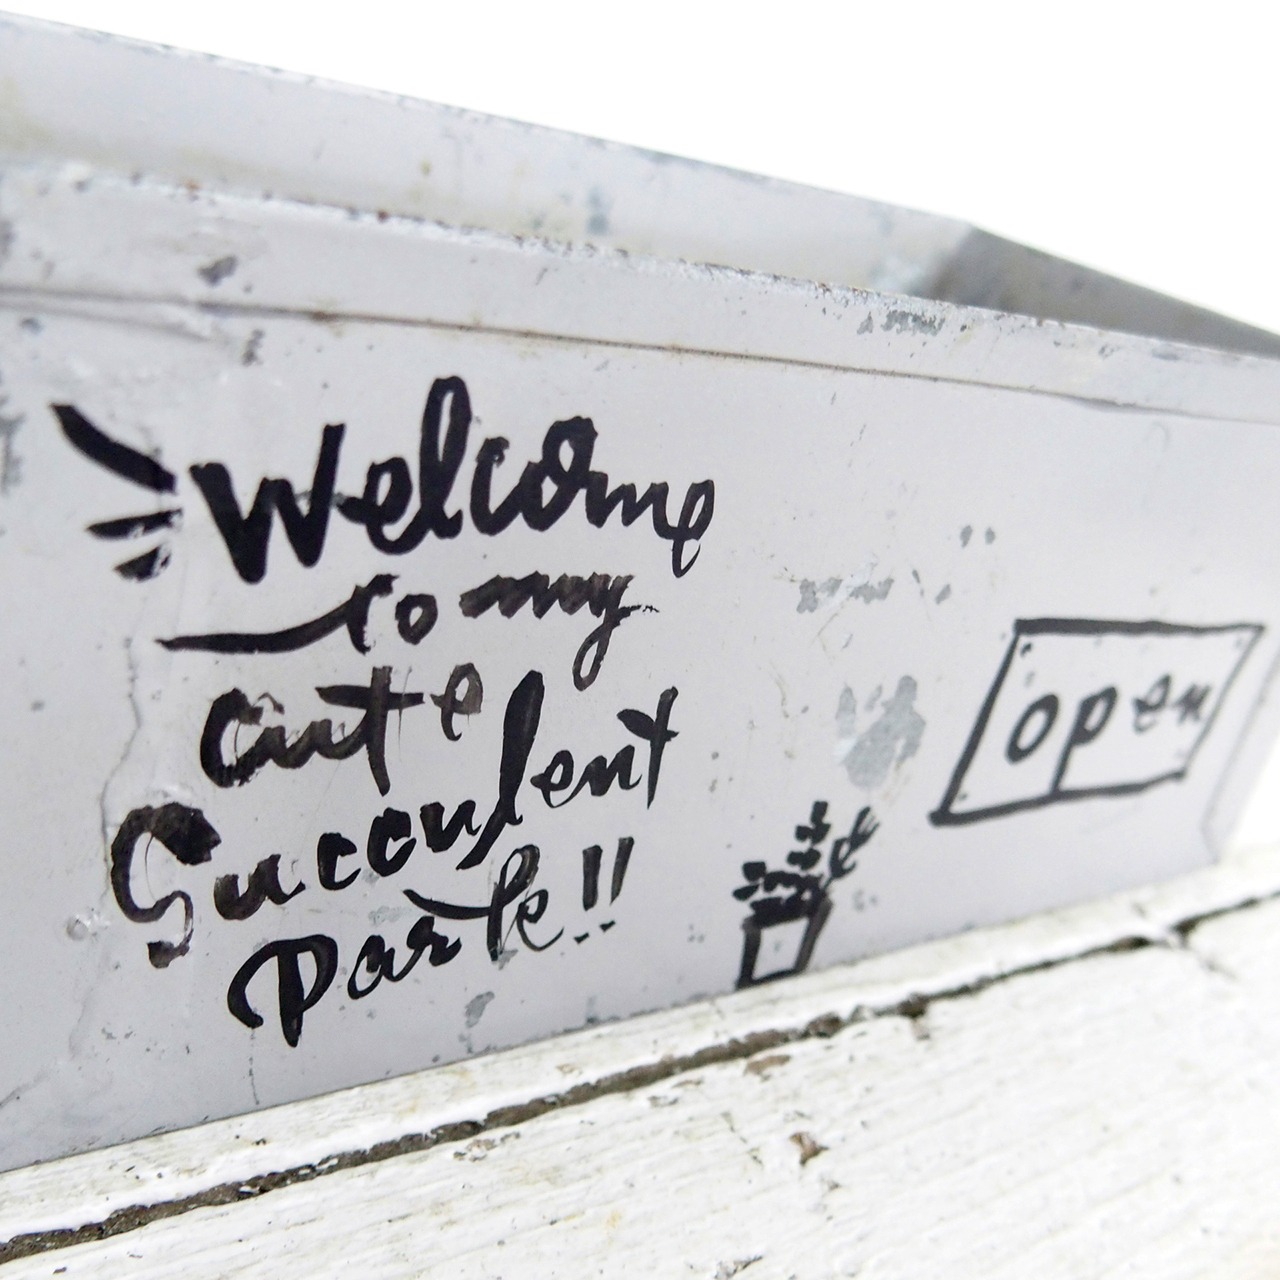 Welcome
to my
cute
Succulent
Park!!
open